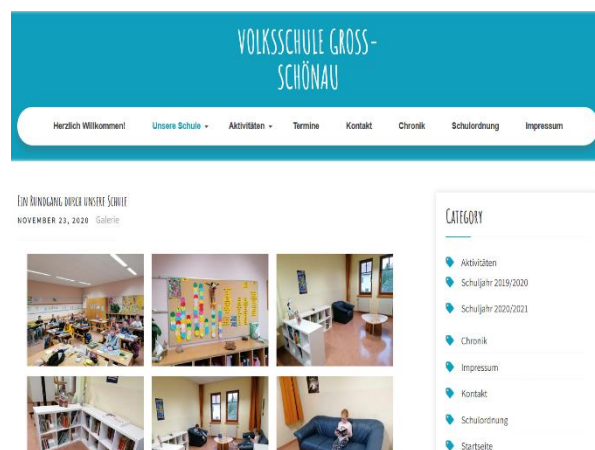 VOLKSSCHULE GROSS-
SCHÖNAU
Herzlich Willkommen! Unsere Schule Aktivitäten Termine Kontakt Chronik Schulordnung Impressum
EIN RUNDGANG DURCH UNSERE SCHULE
NOVEMBER 23, 2020 Galerie
CATEGORY
Aktivitäten
Schuljahr 2019/2020
Schuljahr 2020/2021
Chronik
Impressum
Kontakt
Schulordnung
Startseite